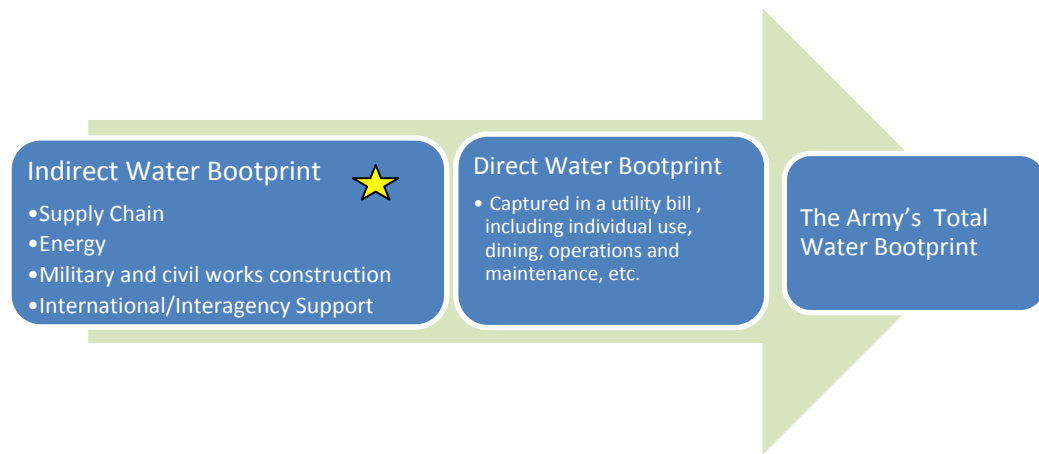 Indirect Water Bootprint
•Supply Chain
•Energy
•Military and civil works construction
•International/Interagency Support
Direct Water Bootprint
• Captured in a utility bill ,
including individual use,
dining, operations and
maintenance, etc.
The Army’s  Total
Water Bootprint